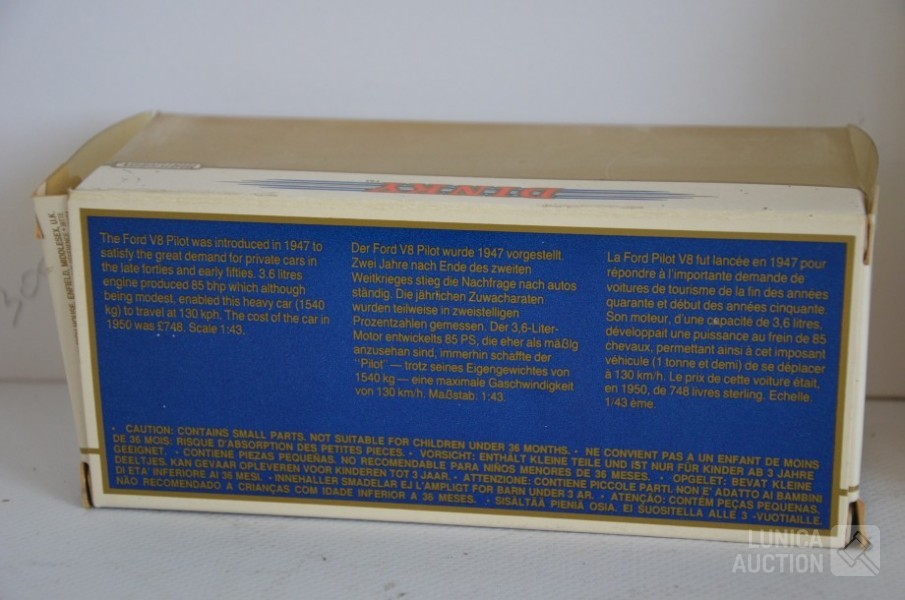 DINKY
HOUSE, ENFIELD, MIDDLESEX, U.K.
The Ford V8 Pilot was introduced in 1947 to
satisfy the great demand for private cars in
the late forties and early fifties. 3.6 litres
engine produced 85 bhp which although
being modest, enabled this heavy car (1540
kg) to travel at 130 kph. The cost of the car in
1950 was £748. Scale 1:43.
Der Ford V8 Pilot wurde 1947 vorgestellt.
Zwei Jahre nach Ende des zweiten
Weltkrieges stieg die Nachfrage nach autos
ständig. Die jährlichen Zuwacharaten
wurden teilweise in zweistelligen
Prozentzahlen gemessen. Der 3,6-Liter-
Motor entwickelts 85 PS, die eher als mäßlg
anzusehan sind, immerhin schaffte der
"Pilot" — trotz seines Eigengewichtes von
1540 kg — eine maximale Gaschwindigkeit
von 130 km/h. Maßstab: 1:43.
La Ford Pilot V8 fut lancée en 1947 pour
répondre à l'importante demande de
voitures de tourisme de la fin des années
quarante et début des années cinquante.
Son moteur, d'une capacité de 3,6 litres,
développait une puissance au frein de 85
chevaux, permettant ainsi à cet imposant
véhicule (1 tonne et demi) de se dépiacer
à 130 km/h. Le prix de cette voiture était,
en 1950, de 748 livres sterling. Echelle:
1/43 ème.
• CAUTION: CONTAINS SMALL PARTS. NOT SUITABLE FOR CHILDREN UNDER 36 MONTHS. • NE CONVIENT PAS A UN ENFANT DE MOINS
DE 36 MOIS: RISQUE D'ABSORPTION DES PETITES PIECES. • VORSICHT: ENTHÄLT KLEINE TEILE UND IST NUR FÜR KINDER AB 3 JAHRE
GEEIGNET. • CONTIENE PIEZAS PEQUEÑAS. NO RECOMENDABLE PARA NIÑOS MENORES DE 36 MESES. • OPGELET: BEVAT KLEINE
DEELTJES, KAN GEVAAR OPLEVEREN VOOR KINDEREN TOT 3 JAAR. • ATTENZIONE: CONTIENE PICCOLE PARTI. NON E' ADATTO AI BAMBINI
DI ETA' INFERIORE AI 36 MESI. • INNEHALLER SMADELAR EJ LAMPLIGT FOR BARN UNDER 3 AR. • ATENÇÃO: CONTÉM PEÇAS PEQUENAS.
NÃO RECOMENDADO A CRIANÇAS COM IDADE INFERIOR A 36 MESES. • SISÄLTÄÄ PIENIÄ OSIA. EI SUOSITELLA ALLE 3 -VUOTIAILLE.
LUNICA
AUCTION